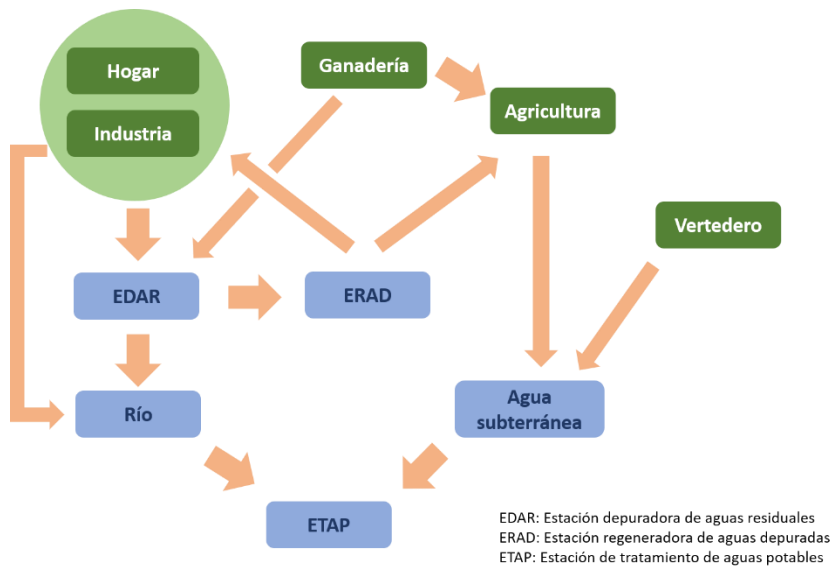 Hogar
Industria
Ganadería
Agricultura
Vertedero
EDAR
ERAD
Río
Agua
subterránea
ETAP
EDAR: Estación depuradora de aguas residuales
ERAD: Estación regeneradora de aguas depuradas
ETAP: Estación de tratamiento de aguas potables